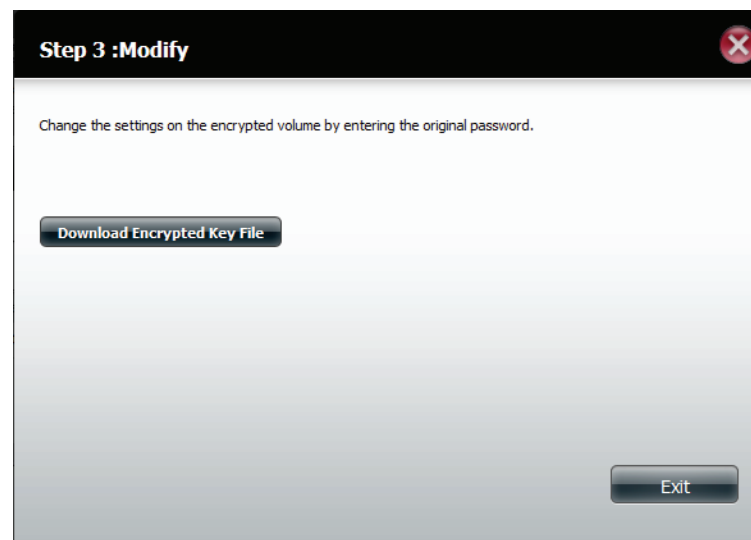 Step 3 :Modify
Change the settings on the encrypted volume by entering the original password.
Download Encrypted Key File
Exit